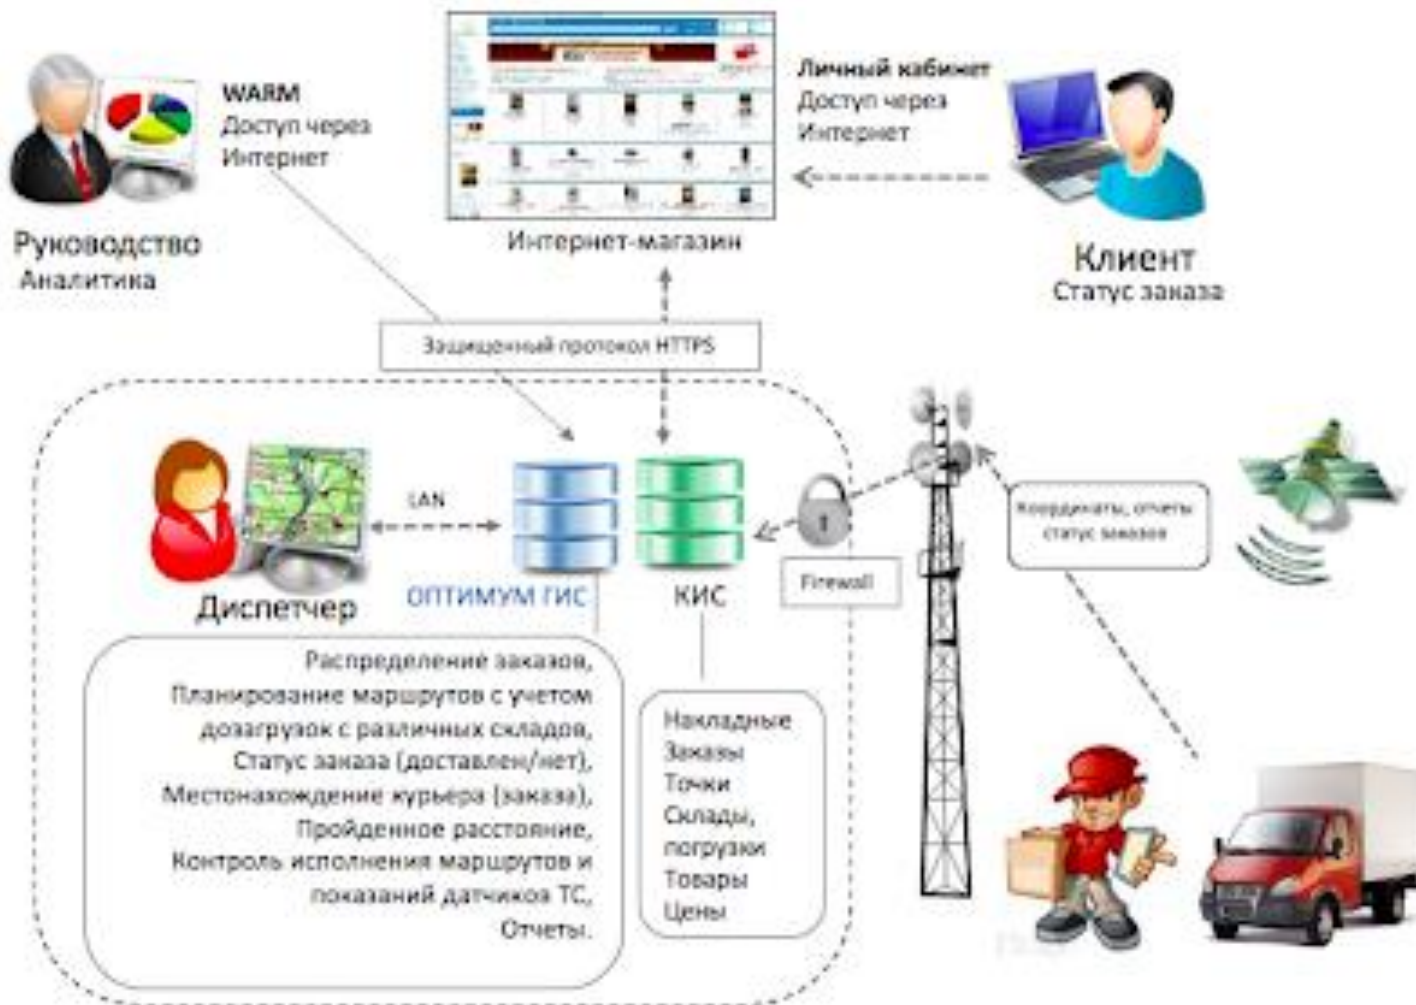 WARM
Доступ через
Интернет
Руководство
Аналитика
Интернет-магазин
Личный кабинет
Доступ через
Интернет
Клиент
Статус заказа
Защищенный протокол HTTPS
LAN
Диспетчер
ОПТИМУМ ГИС
КИС
Firewall
Координаты, отчеты
статус заказов
Распределение заказов,
Планирование маршрутов с учетом
дозагрузок с различных складов,
Статус заказа (доставлен/нет),
Местонахождение курьера (заказа),
Пройденное расстояние,
Контроль исполнения маршрутов и
показаний датчиков ТС,
Отчеты.
Накладные
Заказы
Точки
Склады,
погрузки
Товары
Цены